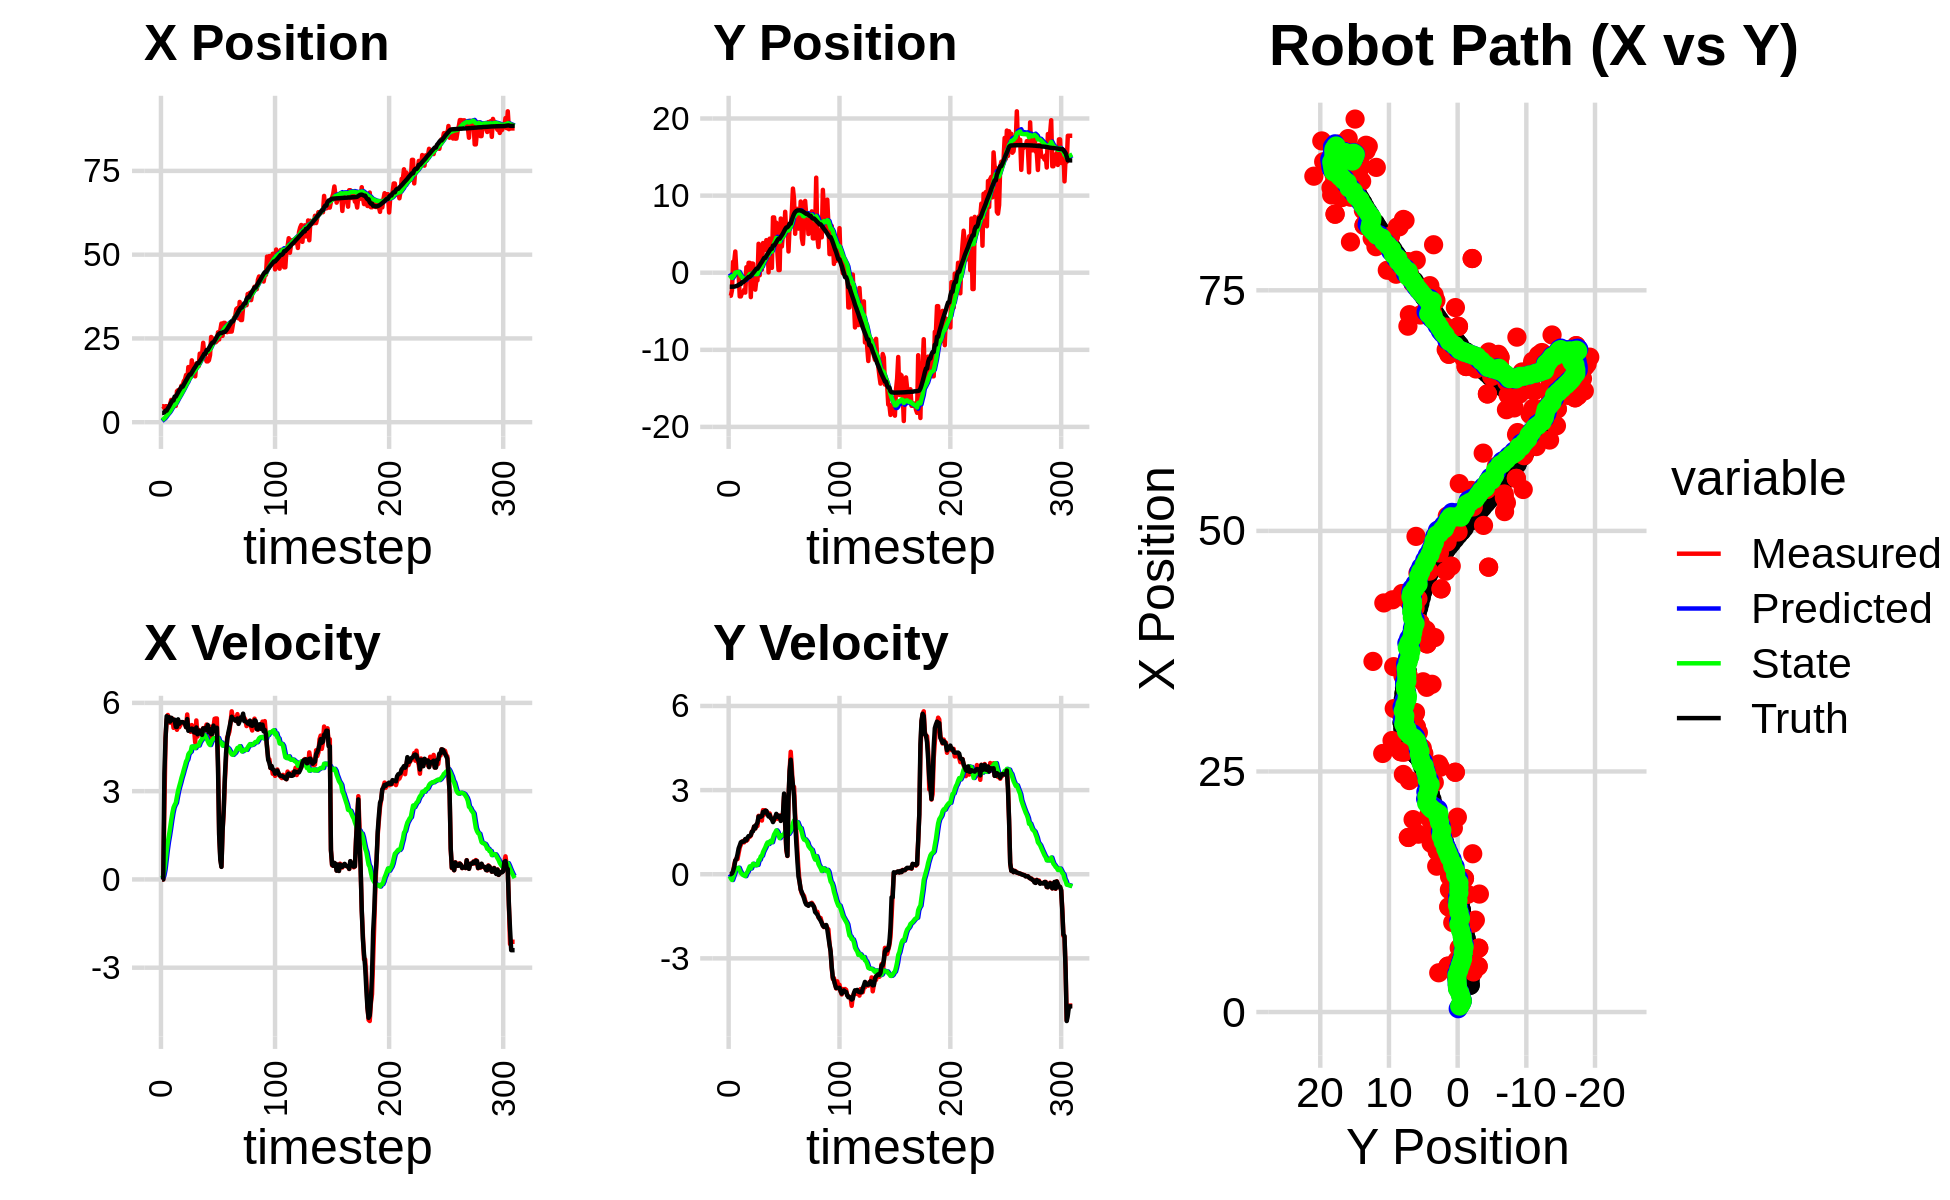 X Position
75
50
25
0
0
100
200
300
timestep
Y Position
20
10
0
-10
-20
0
100
200
300
timestep
X Velocity
6
3
0
-3
0
100
200
300
timestep
Y Velocity
6
3
0
-3
0
100
200
300
timestep
Robot Path (X vs Y)
X Position
75
50
25
0
20 10 0 -10 -20
Y Position
variable
Measured
Predicted
State
Truth